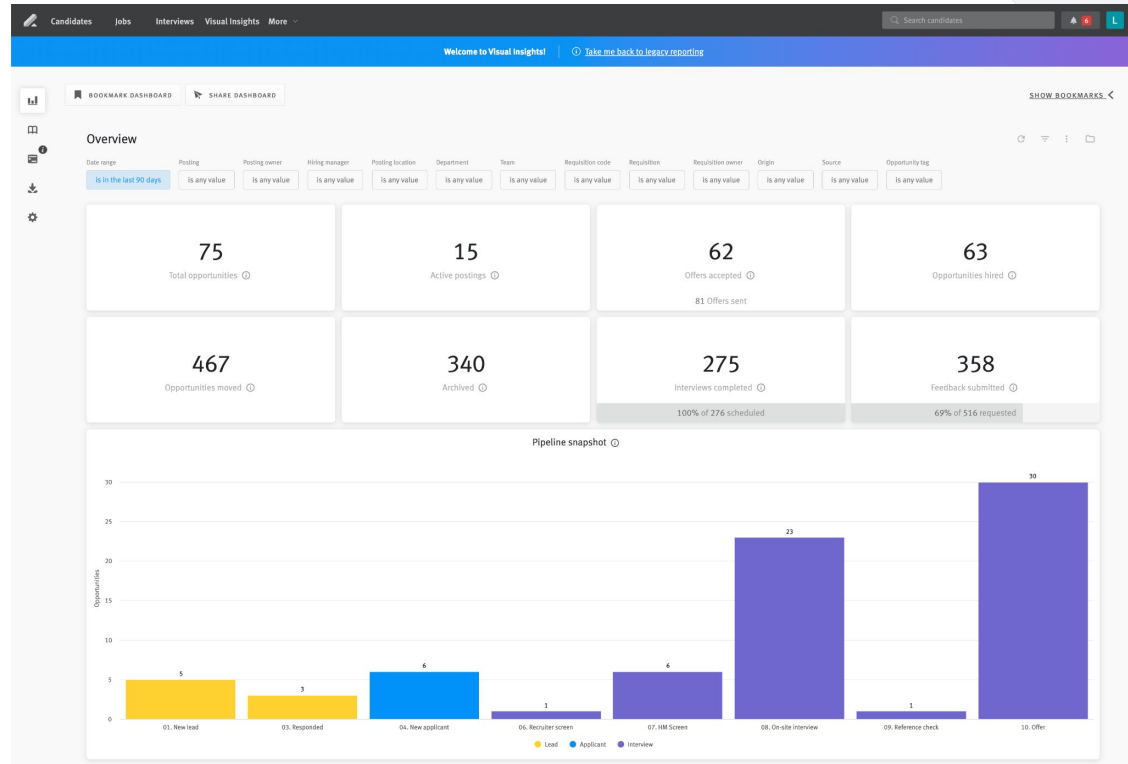 Candidates Jobs Interviews Visual Insights More Search candidates 6 L
Welcome to Visual Insights! Take me back to legacy reporting
BOOKMARK DASHBOARD SHARE DASHBOARD SHOW BOOKMARKS
Overview
Date range Posting Posting owner Hiring manager Posting location Department Team Requisition code Requisition Requisition owner Origin Source Opportunity tag
is in the last 90 days is any value is any value is any value is any value is any value is any value is any value is any value is any value is any value is any value is any value
75 15 62 63
Total opportunities Active postings Offers accepted Opportunities hired
81 Offers sent
467 340 275 358
Opportunities moved Archived Interviews completed Feedback submitted
100% of 276 scheduled 69% of 516 requested
Pipeline snapshot
Opportunities
30
25
20
15
10
5
0
5 3 6 1 6 23 1 30
01. New lead 03. Responded 04. New applicant 06. Recruiter screen 07. HM Screen 08. On-site interview 09. Reference check 10. Offer
Lead Applicant Interview